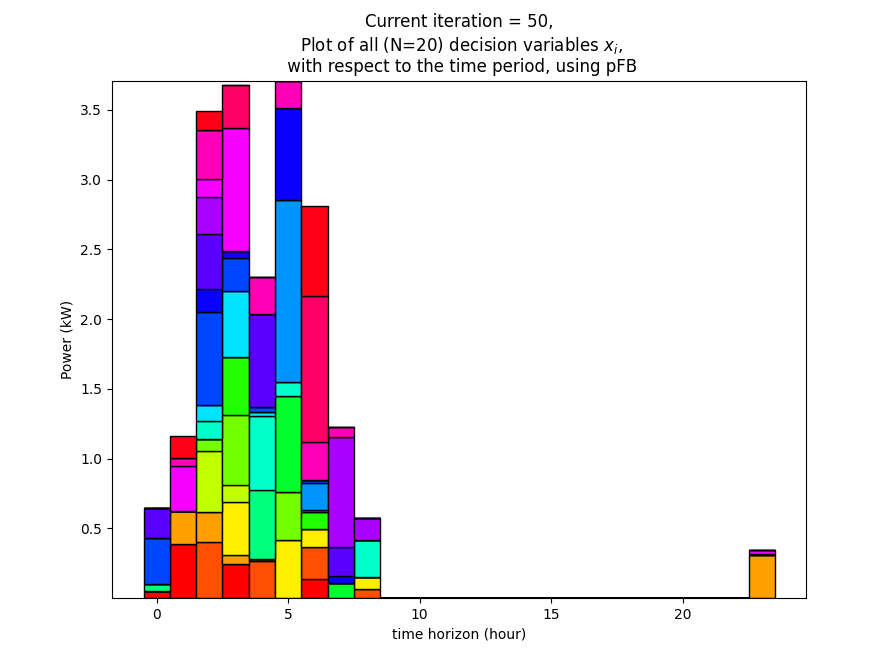 Current iteration = 50,
Plot of all (N=20) decision variables $x_i$,
with respect to the time period, using pFB
3.5
3.0
2.5
2.0
1.5
1.0
0.5
Power (kW)
0 5 10 15 20
time horizon (hour)